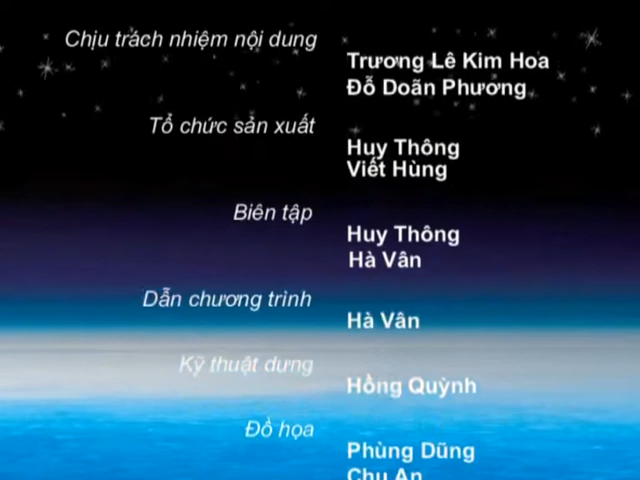 Chịu trách nhiệm nội dung
Trương Lê Kim Hoa
Đỗ Doãn Phương
Tổ chức sản xuất
Huy Thông
Viết Hùng
Biên tập
Huy Thông
Hà Vân
Dẫn chương trình
Hà Vân
Kỹ thuật dựng
Hồng Quỳnh
Đồ họa
Phùng Dũng
Chu An